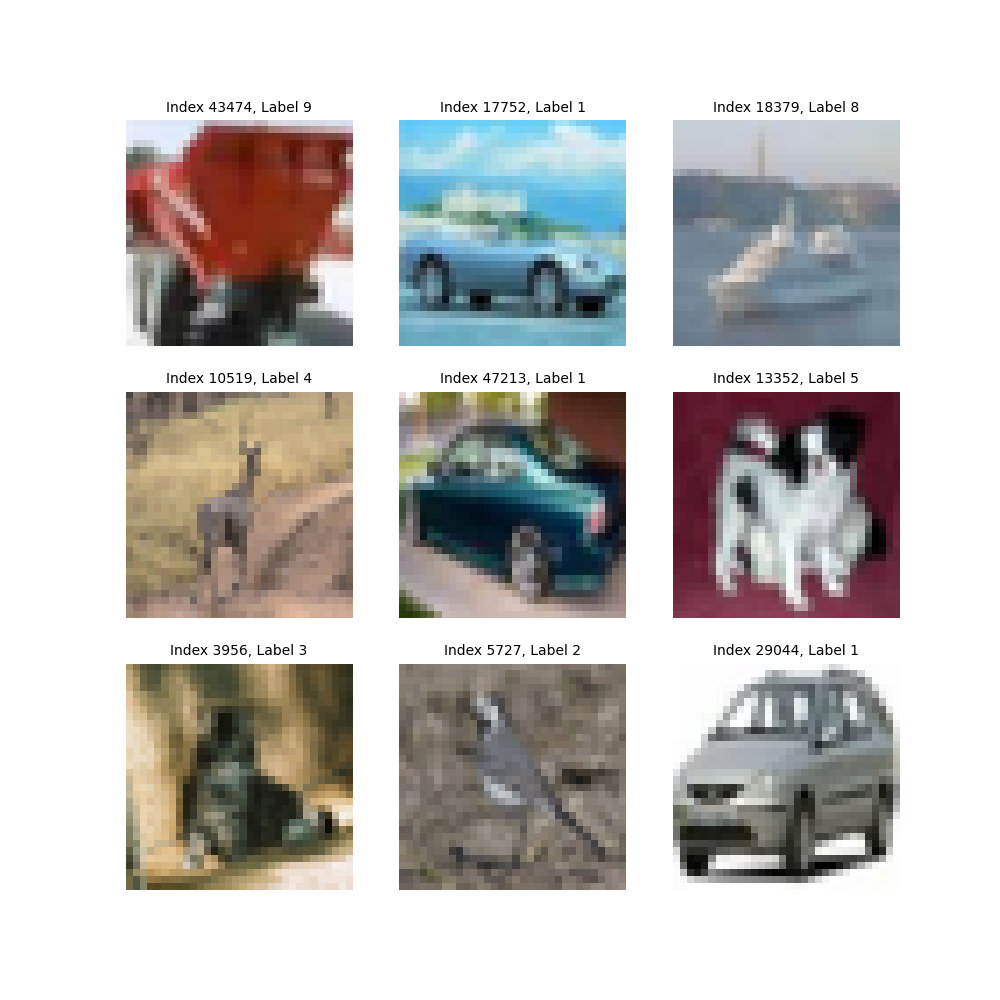 Index 43474, Label 9
Index 17752, Label 1
Index 18379, Label 8
Index 10519, Label 4
Index 47213, Label 1
Index 13352, Label 5
Index 3956, Label 3
Index 5727, Label 2
Index 29044, Label 1